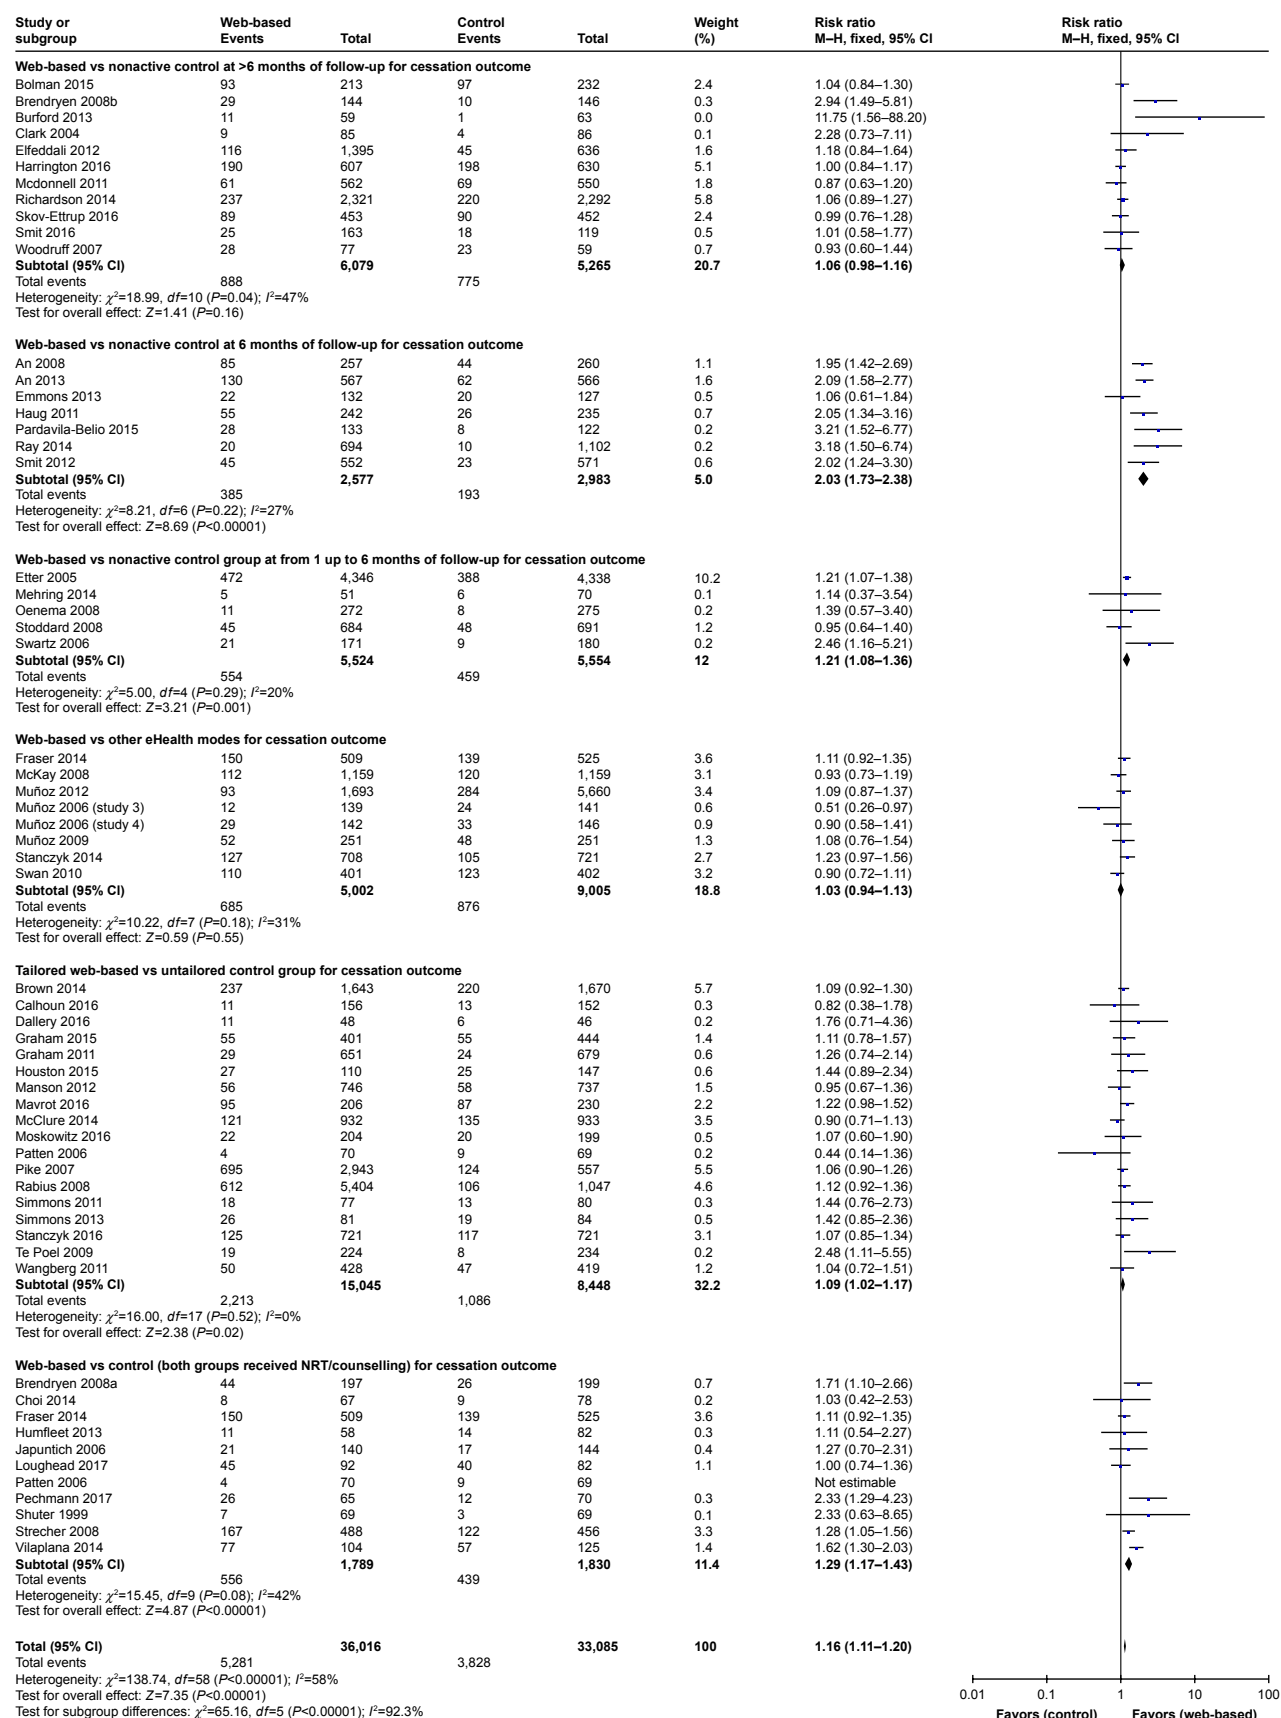 Study or Web-based Control Weight Risk ratio Risk ratio
subgroup Events Total Events Total (%) M–H, fixed, 95% CI M–H, fixed, 95% CI
Web-based vs nonactive control at >6 months of follow-up for cessation outcome
Bolman 2015 93 213 97 232 2.4 1.04 (0.84–1.30)
Brendryen 2008b 29 144 10 146 0.3 2.94 (1.49–5.81)
Burford 2013 11 59 1 63 0.0 11.75 (1.56–88.20)
Clark 2004 9 85 4 86 0.1 2.28 (0.73–7.11)
Elfeddali 2012 116 1,395 45 636 1.6 1.18 (0.84–1.64)
Harrington 2016 190 607 198 630 5.1 1.00 (0.84–1.17)
Mcdonnell 2011 61 562 69 550 1.8 0.87 (0.63–1.20)
Richardson 2014 237 2,321 220 2,292 5.8 1.06 (0.89–1.27)
Skov-Ettrup 2016 89 453 90 452 2.4 0.99 (0.76–1.28)
Smit 2016 25 163 18 119 0.5 1.01 (0.58–1.77)
Woodruff 2007 28 77 23 59 0.7 0.93 (0.60–1.44)
Subtotal (95% CI) 6,079 5,265 20.7 1.06 (0.98–1.16)
Total events 888 775
Heterogeneity: χ²=18.99, df=10 (P=0.04); I²=47%
Test for overall effect: Z=1.41 (P=0.16)
Web-based vs nonactive control at 6 months of follow-up for cessation outcome
An 2008 85 257 44 260 1.1 1.95 (1.42–2.69)
An 2013 130 567 62 566 1.6 2.09 (1.58–2.77)
Emmons 2013 22 132 20 127 0.5 1.06 (0.61–1.84)
Haug 2011 55 242 26 235 0.7 2.05 (1.34–3.16)
Pardavila-Belio 2015 28 133 8 122 0.2 3.21 (1.52–6.77)
Ray 2014 20 694 10 1,102 0.2 3.18 (1.50–6.74)
Smit 2012 45 552 23 571 0.6 2.02 (1.24–3.30)
Subtotal (95% CI) 2,577 2,983 5.0 2.03 (1.73–2.38)
Total events 385 193
Heterogeneity: χ²=8.21, df=6 (P=0.22); I²=27%
Test for overall effect: Z=8.69 (P<0.00001)
Web-based vs nonactive control group at from 1 up to 6 months of follow-up for cessation outcome
Etter 2005 472 4,346 388 4,338 10.2 1.21 (1.07–1.38)
Mehring 2014 5 51 6 70 0.1 1.14 (0.37–3.54)
Oenema 2008 11 272 8 275 0.2 1.39 (0.57–3.40)
Stoddard 2008 45 684 48 691 1.2 0.95 (0.64–1.40)
Swartz 2006 21 171 9 180 0.2 2.46 (1.16–5.21)
Subtotal (95% CI) 5,524 5,554 12 1.21 (1.08–1.36)
Total events 554 459
Heterogeneity: χ²=5.00, df=4 (P=0.29); I²=20%
Test for overall effect: Z=3.21 (P=0.001)
Web-based vs other eHealth modes for cessation outcome
Fraser 2014 150 509 139 525 3.6 1.11 (0.92–1.35)
McKay 2008 112 1,159 120 1,159 3.1 0.93 (0.73–1.19)
Muñoz 2012 93 1,693 284 5,660 3.4 1.09 (0.87–1.37)
Muñoz 2006 (study 3) 12 139 24 141 0.6 0.51 (0.26–0.97)
Muñoz 2006 (study 4) 29 142 33 146 0.9 0.90 (0.58–1.41)
Muñoz 2009 52 251 48 251 1.3 1.08 (0.76–1.54)
Stanczyk 2014 127 708 105 721 2.7 1.23 (0.97–1.56)
Swan 2010 110 401 123 402 3.2 0.90 (0.72–1.11)
Subtotal (95% CI) 5,002 9,005 18.8 1.03 (0.94–1.13)
Total events 685 876
Heterogeneity: χ²=10.22, df=7 (P=0.18); I²=31%
Test for overall effect: Z=0.59 (P=0.55)
Tailored web-based vs untailored control group for cessation outcome
Brown 2014 237 1,643 220 1,670 5.7 1.09 (0.92–1.30)
Calhoun 2016 11 156 13 152 0.3 0.82 (0.38–1.78)
Dallery 2016 11 48 6 46 0.2 1.76 (0.71–4.36)
Graham 2015 55 401 55 444 1.4 1.11 (0.78–1.57)
Graham 2011 29 651 24 679 0.6 1.26 (0.74–2.14)
Houston 2015 27 110 25 147 0.6 1.44 (0.89–2.34)
Manson 2012 56 746 58 737 1.5 0.95 (0.67–1.36)
Mavrot 2016 95 206 87 230 2.2 1.22 (0.98–1.52)
McClure 2014 121 932 135 933 3.5 0.90 (0.71–1.13)
Moskowitz 2016 22 204 20 199 0.5 1.07 (0.60–1.90)
Patten 2006 4 70 9 69 0.2 0.44 (0.14–1.36)
Pike 2007 695 2,943 124 557 5.5 1.06 (0.90–1.26)
Rabius 2008 612 5,404 106 1,047 4.6 1.12 (0.92–1.36)
Simmons 2011 18 77 13 80 0.3 1.44 (0.76–2.73)
Simmons 2013 26 81 19 84 0.5 1.42 (0.85–2.36)
Stanczyk 2016 125 721 117 721 3.1 1.07 (0.85–1.34)
Te Poel 2009 19 224 8 234 0.2 2.48 (1.11–5.55)
Wangberg 2011 50 428 47 419 1.2 1.04 (0.72–1.51)
Subtotal (95% CI) 15,045 8,448 32.2 1.09 (1.02–1.17)
Total events 2,213 1,086
Heterogeneity: χ²=16.00, df=17 (P=0.52); I²=0%
Test for overall effect: Z=2.38 (P=0.02)
Web-based vs control (both groups received NRT/counselling) for cessation outcome
Brendryen 2008a 44 197 26 199 0.7 1.71 (1.10–2.66)
Choi 2014 8 67 9 78 0.2 1.03 (0.42–2.53)
Fraser 2014 150 509 139 525 3.6 1.11 (0.92–1.35)
Humfleet 2013 11 58 14 82 0.3 1.11 (0.54–2.27)
Japuntich 2006 21 140 17 144 0.4 1.27 (0.70–2.31)
Loughead 2017 45 92 40 82 1.1 1.00 (0.74–1.36)
Patten 2006 4 70 9 69 Not estimable
Pechmann 2017 26 65 12 70 0.3 2.33 (1.29–4.23)
Shuter 1999 7 69 3 69 0.1 2.33 (0.63–8.65)
Strecher 2008 167 488 122 456 3.3 1.28 (1.05–1.56)
Vilaplana 2014 77 104 57 125 1.4 1.62 (1.30–2.03)
Subtotal (95% CI) 1,789 1,830 11.4 1.29 (1.17–1.43)
Total events 556 439
Heterogeneity: χ²=15.45, df=9 (P=0.08); I²=42%
Test for overall effect: Z=4.87 (P<0.00001)
Total (95% CI) 36,016 33,085 100 1.16 (1.11–1.20)
Total events 5,281 3,828
Heterogeneity: χ²=138.74, df=58 (P<0.00001); I²=58%
Test for overall effect: Z=7.35 (P<0.00001)
Test for subgroup differences: χ²=65.16, df=5 (P<0.00001); I²=92.3%
0.01 0.1 1 10 100
Favors (control) Favors (web-based)